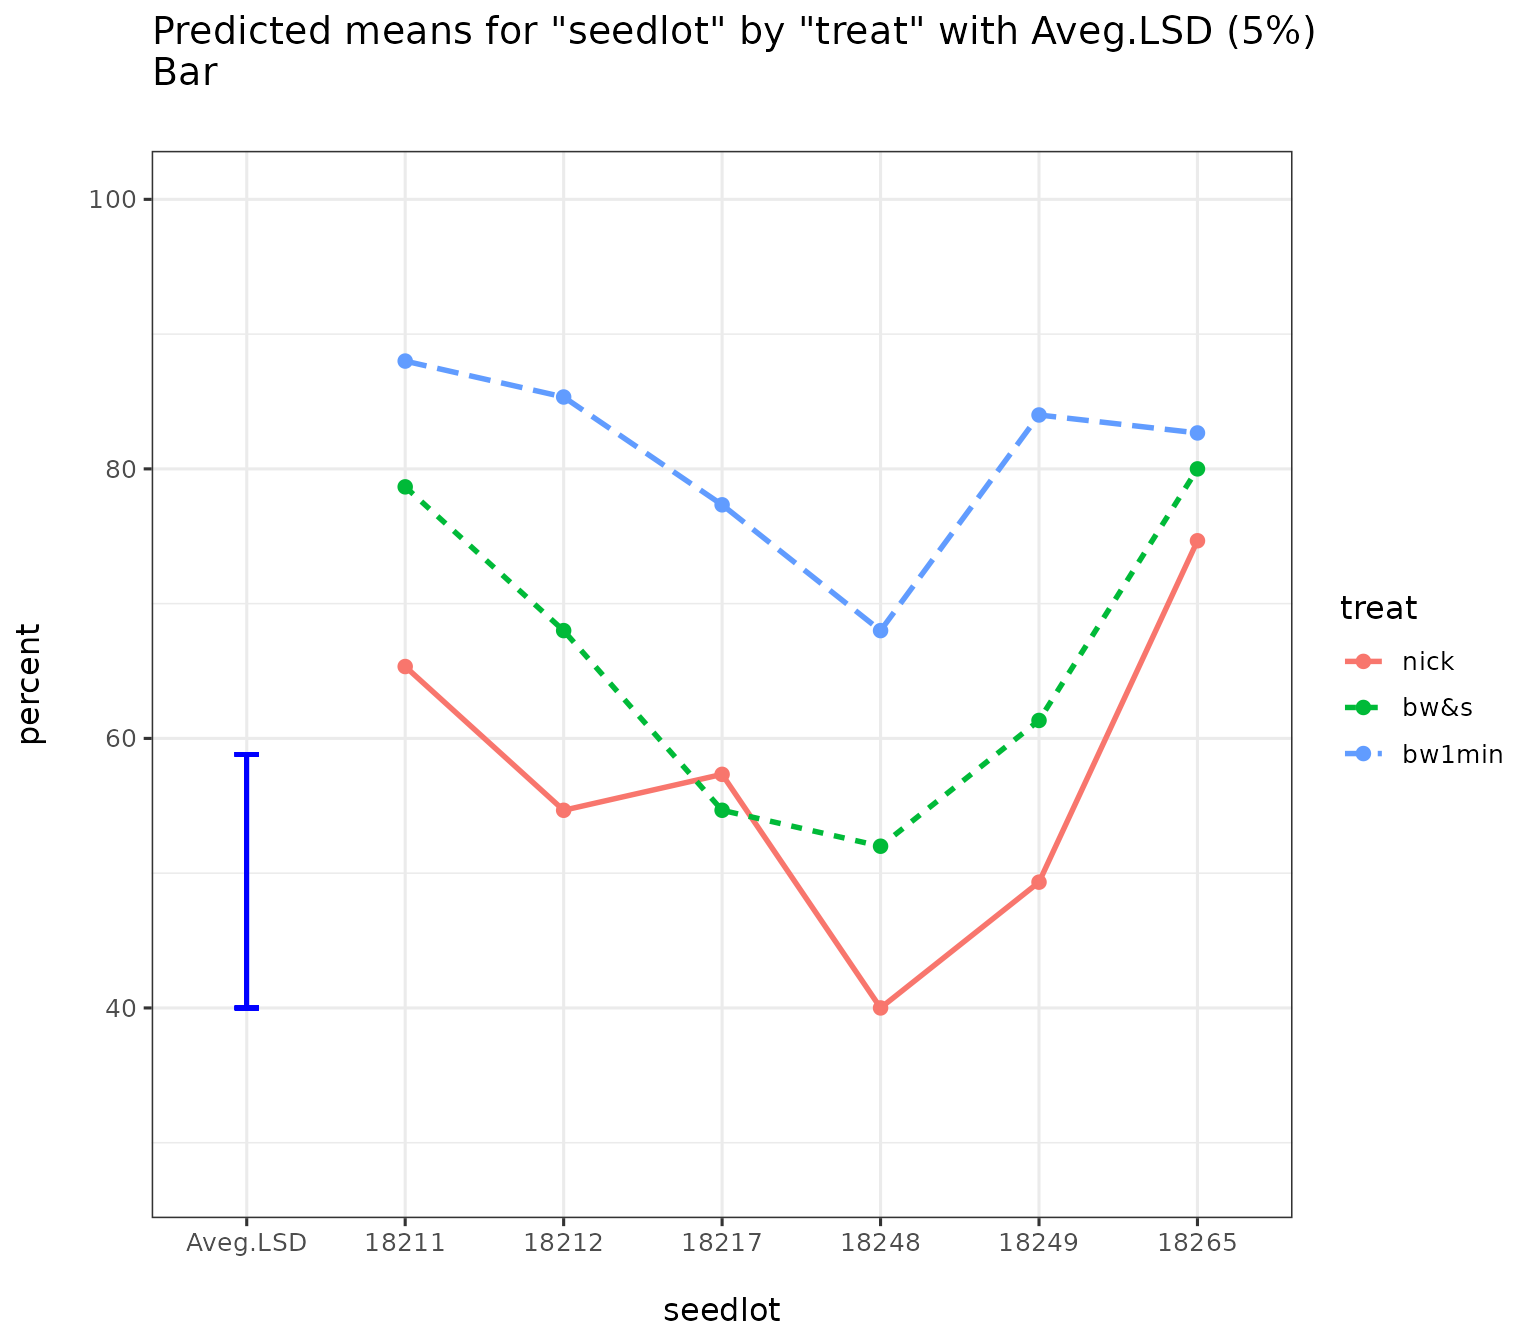 Predicted means for "seedlot" by "treat" with Aveg.LSD (5%)
Bar
100
80
60
40
percent
Aveg.LSD 18211 18212 18217 18248 18249 18265
seedlot
treat
nick
bw&s
bw1min